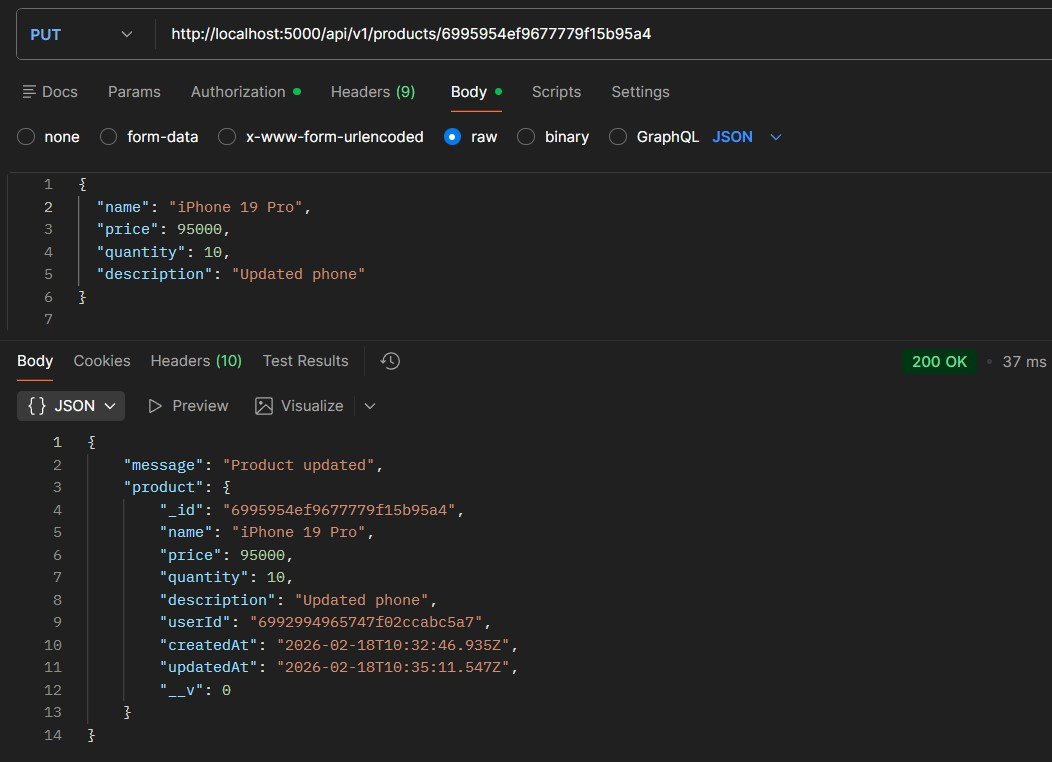 PUT http://localhost:5000/api/v1/products/6995954ef9677779f15b95a4
Docs Params Authorization Headers (9) Body Scripts Settings
none form-data x-www-form-urlencoded raw binary GraphQL JSON
1 {
2 "name": "iPhone 19 Pro",
3 "price": 95000,
4 "quantity": 10,
5 "description": "Updated phone"
6 }
7
Body Cookies Headers (10) Test Results 200 OK • 37 ms
{} JSON Preview Visualize
1 {
2 "message": "Product updated",
3 "product": {
4 "_id": "6995954ef9677779f15b95a4",
5 "name": "iPhone 19 Pro",
6 "price": 95000,
7 "quantity": 10,
8 "description": "Updated phone",
9 "userId": "6992994965747f02ccabc5a7",
10 "createdAt": "2026-02-18T10:32:46.935Z",
11 "updatedAt": "2026-02-18T10:35:11.547Z",
12 "__v": 0
13 }
14 }